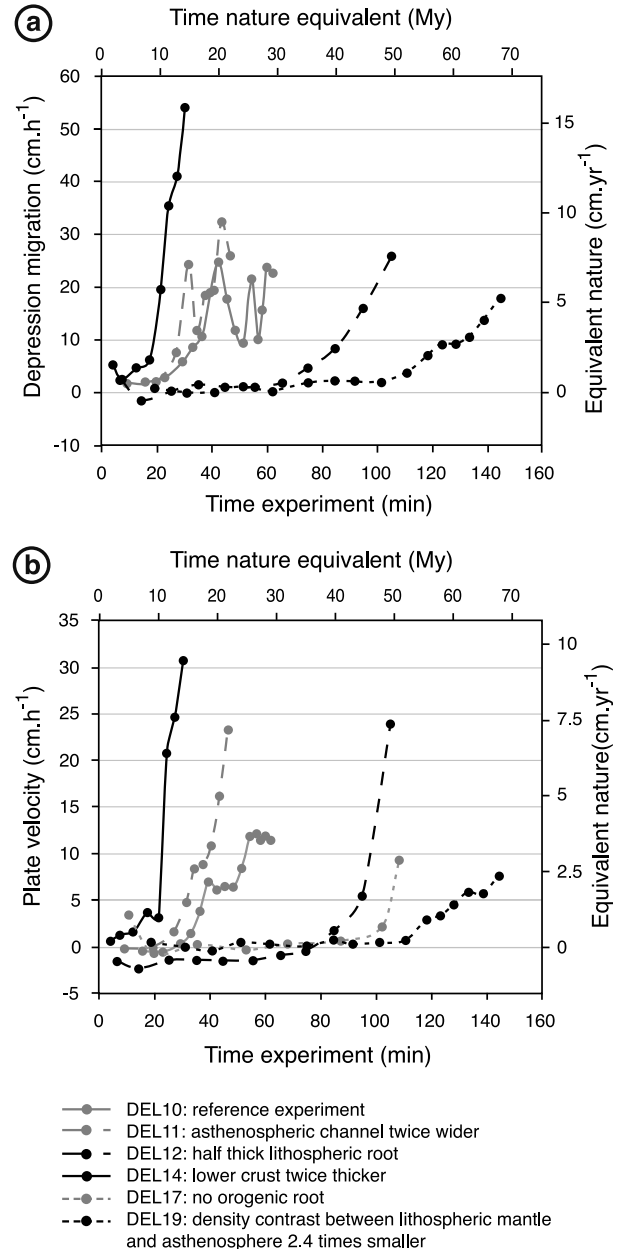 a
Time nature equivalent (My)
0 10 20 30 40 50 60 70
60
50
40
30
20
10
0
-10
Depression migration (cm.h-1)
15
10
5
0
Equivalent nature (cm.yr-1)
0 20 40 60 80 100 120 140 160
Time experiment (min)
b
Time nature equivalent (My)
0 10 20 30 40 50 60 70
35
30
25
20
15
10
5
0
-5
Plate velocity (cm.h-1)
10
7.5
5
2.5
0
Equivalent nature(cm.yr-1)
0 20 40 60 80 100 120 140 160
Time experiment (min)
DEL10: reference experiment
DEL11: asthenospheric channel twice wider
DEL12: half thick lithospheric root
DEL14: lower crust twice thicker
DEL17: no orogenic root
DEL19: density contrast between lithospheric mantle
and asthenosphere 2.4 times smaller